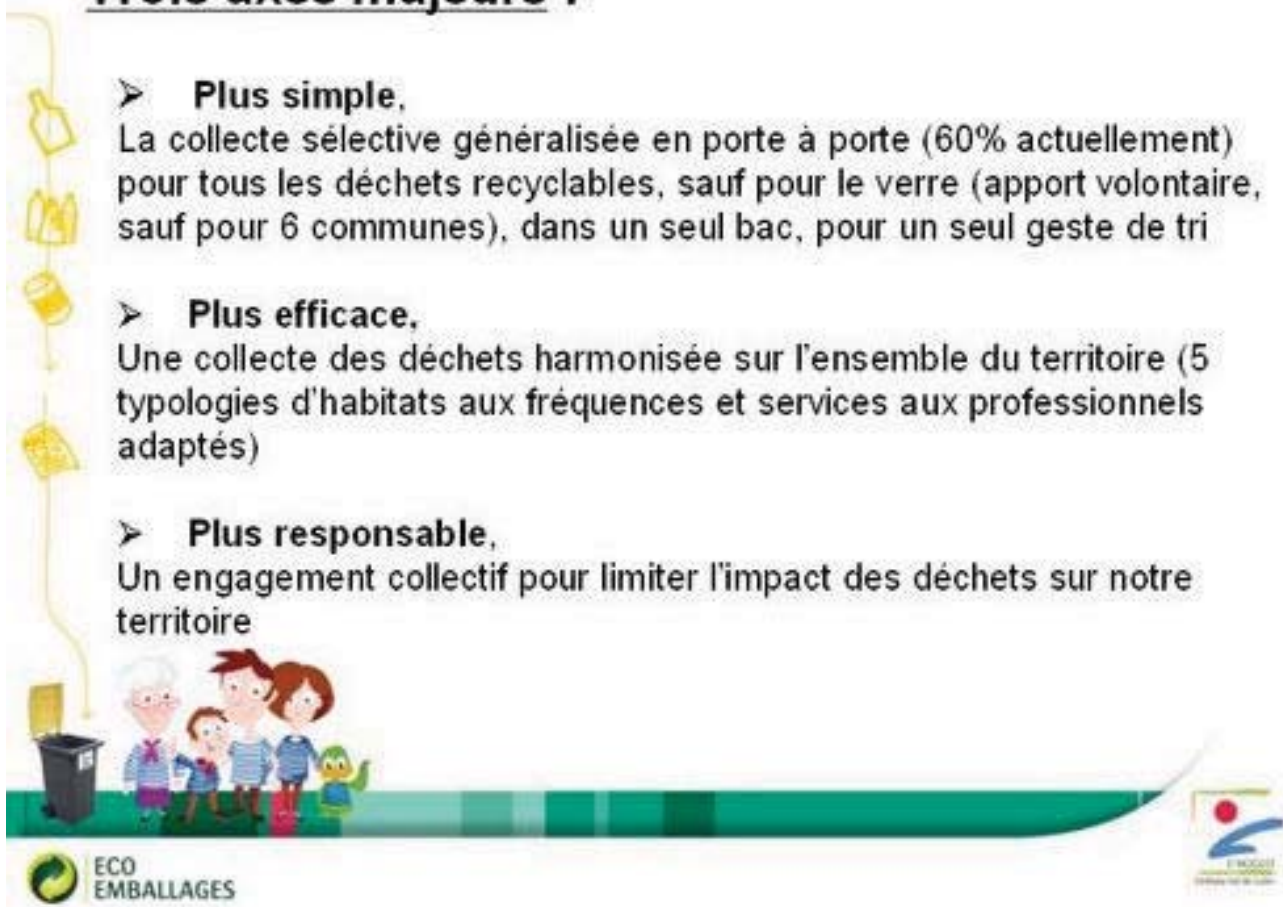 Trois axes majeurs :
➢ Plus simple,
La collecte sélective généralisée en porte à porte (60% actuellement)
pour tous les déchets recyclables, sauf pour le verre (apport volontaire,
sauf pour 6 communes), dans un seul bac, pour un seul geste de tri
➢ Plus efficace,
Une collecte des déchets harmonisée sur l'ensemble du territoire (5
typologies d'habitats aux fréquences et services aux professionnels
adaptés)
➢ Plus responsable,
Un engagement collectif pour limiter l'impact des déchets sur notre
territoire
ECO
EMBALLAGES